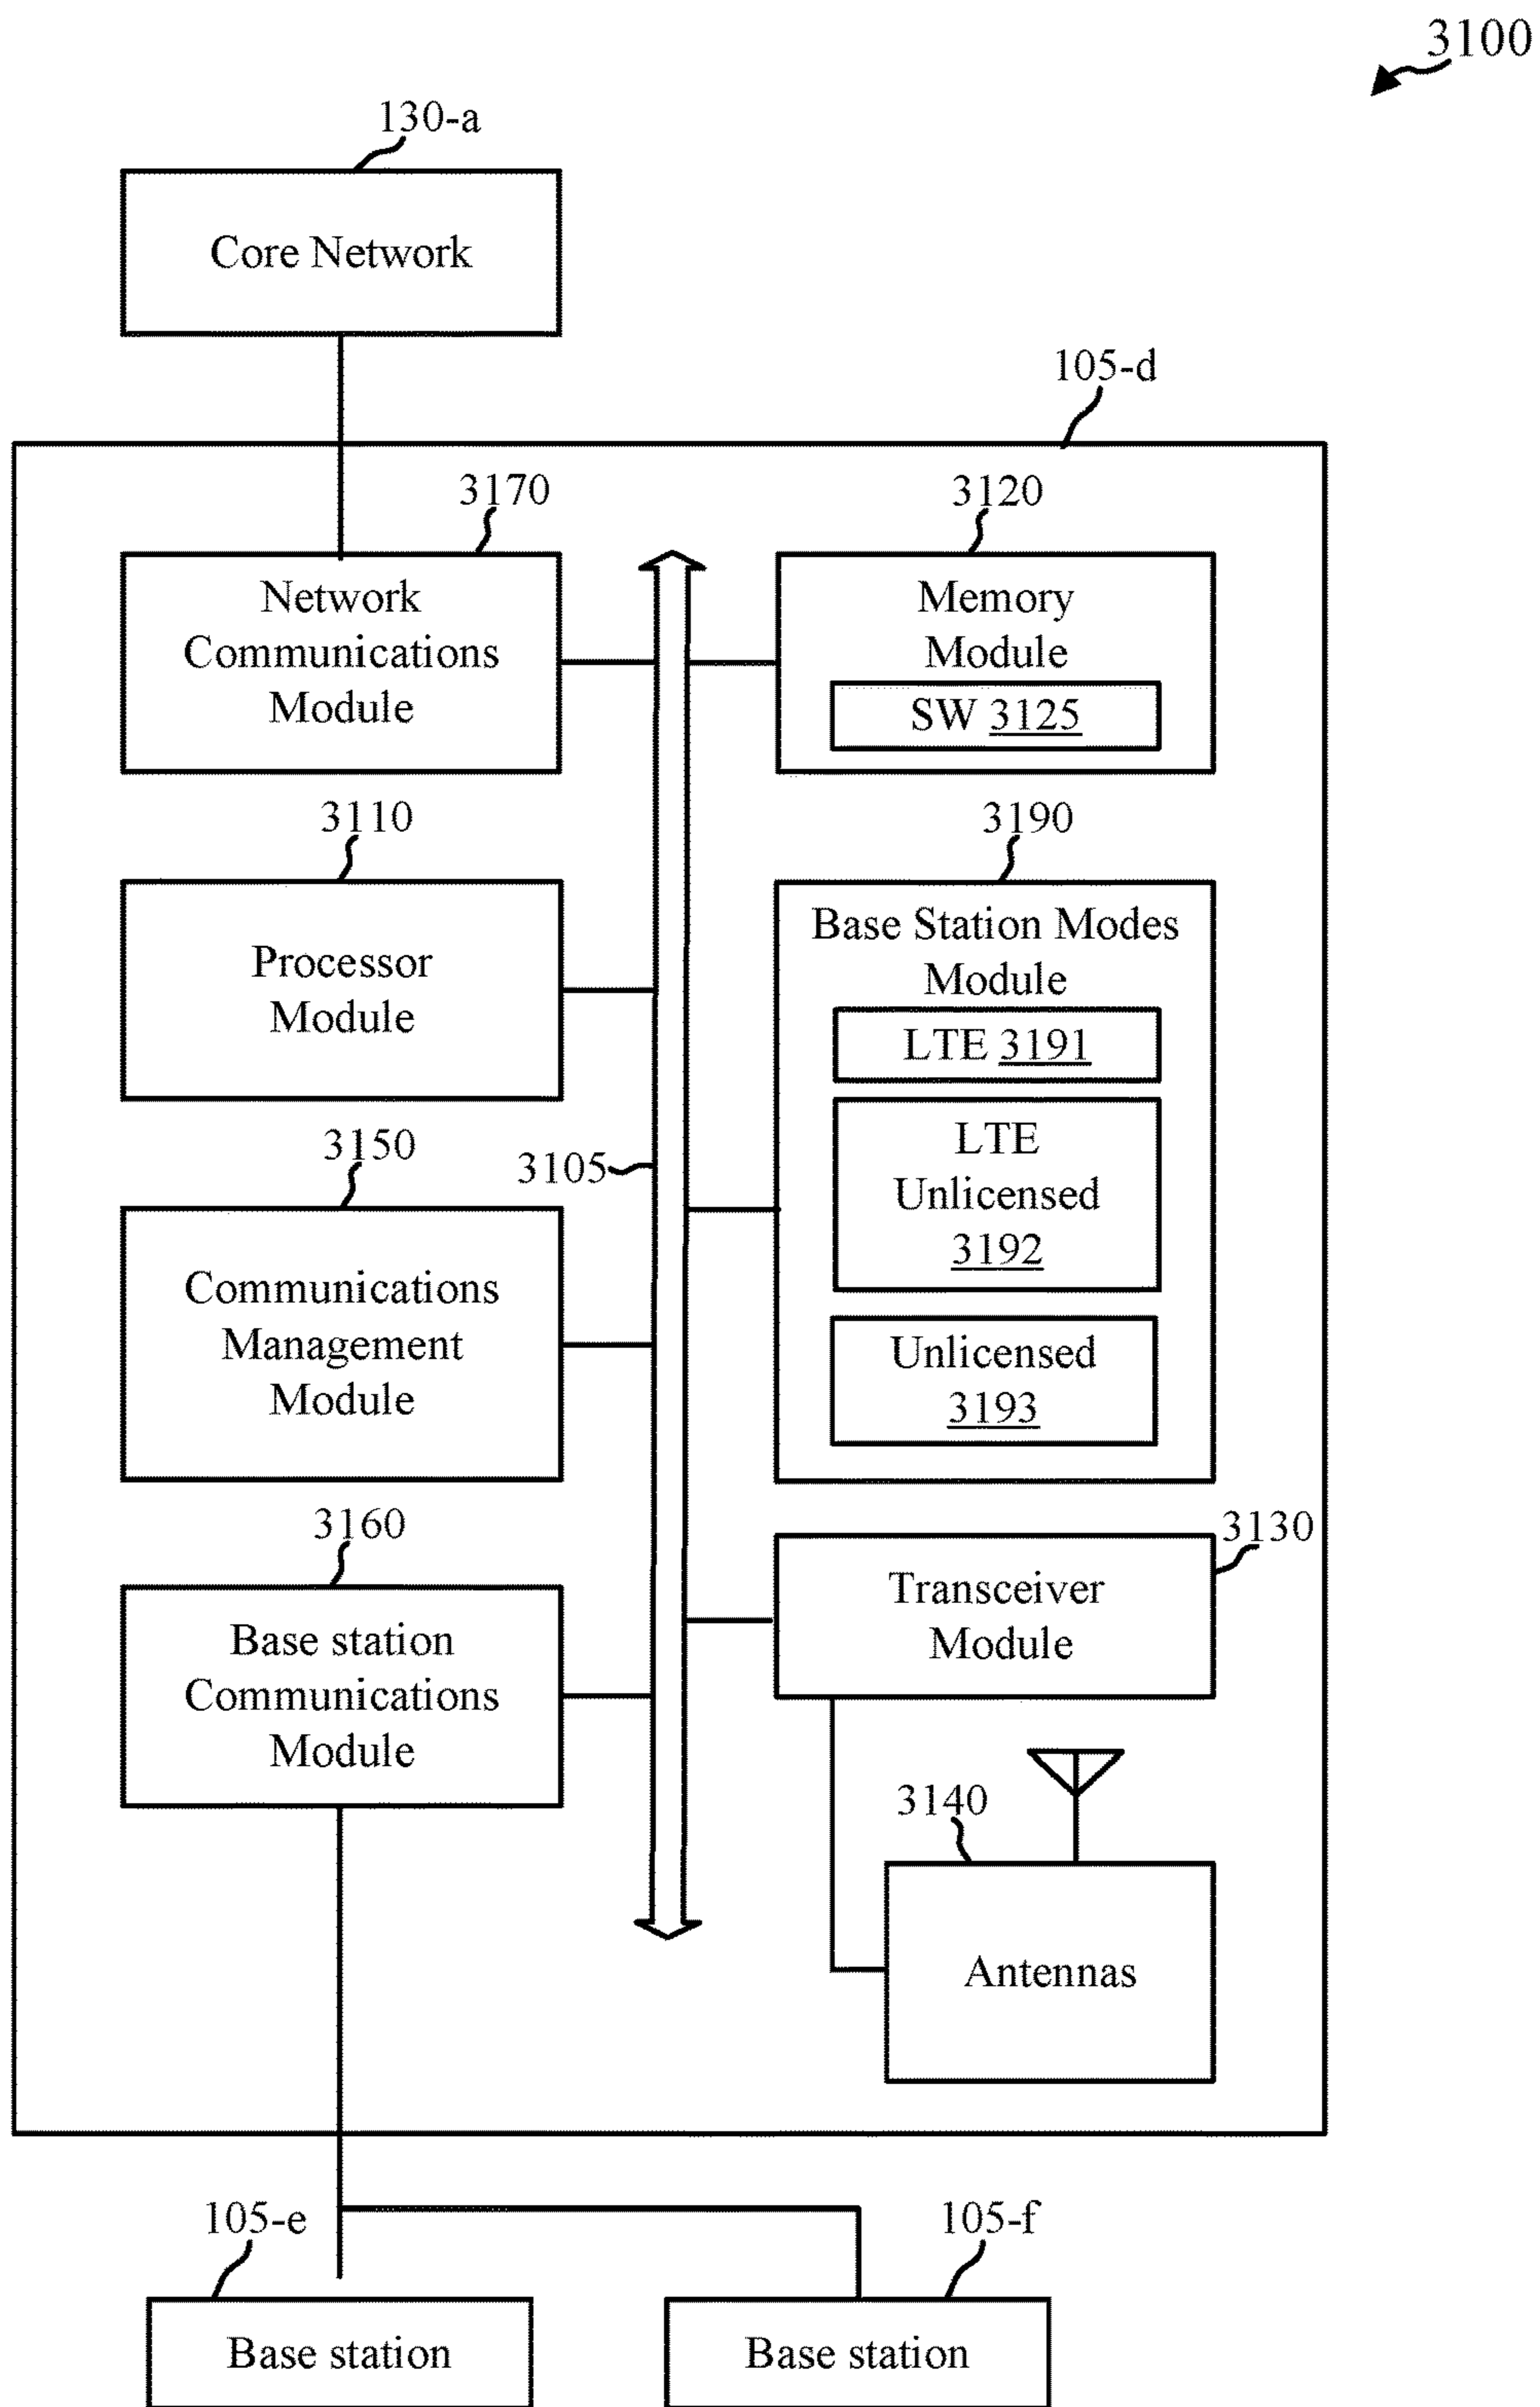 3100
130-a
Core Network
105-d
3170
Network
Communications
Module
3120
Memory
Module
SW 3125
3110
Processor
Module
3190
Base Station Modes
Module
LTE 3191
LTE
Unlicensed
3192
Unlicensed
3193
3105
3150
Communications
Management
Module
3160
Base station
Communications
Module
3130
Transceiver
Module
3140
Antennas
105-e
Base station
105-f
Base station